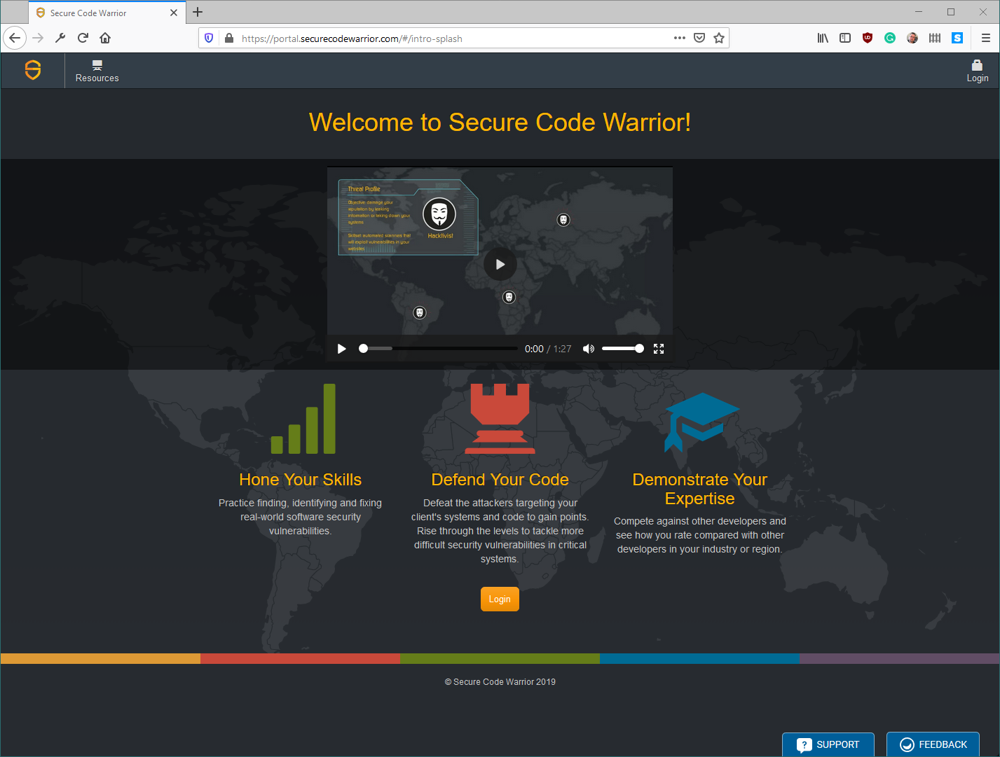 Secure Code Warrior
https://portal.securecodewarrior.com/#/intro-splash
Resources
Login
Welcome to Secure Code Warrior!
Threat Profile
Objective: damage your
reputation by leaking
information or taking down your
systems
Skillset: automated scanners that
will exploit vulnerabilities in your
websites
Hacktivist
0:00 / 1:27
Hone Your Skills
Practice finding, identifying and fixing
real-world software security
vulnerabilities.
Defend Your Code
Defeat the attackers targeting your
client's systems and code to gain points.
Rise through the levels to tackle more
difficult security vulnerabilities in critical
systems.
Demonstrate Your
Expertise
Compete against other developers and
see how you rate compared with other
developers in your industry or region.
Login
© Secure Code Warrior 2019
SUPPORT
FEEDBACK